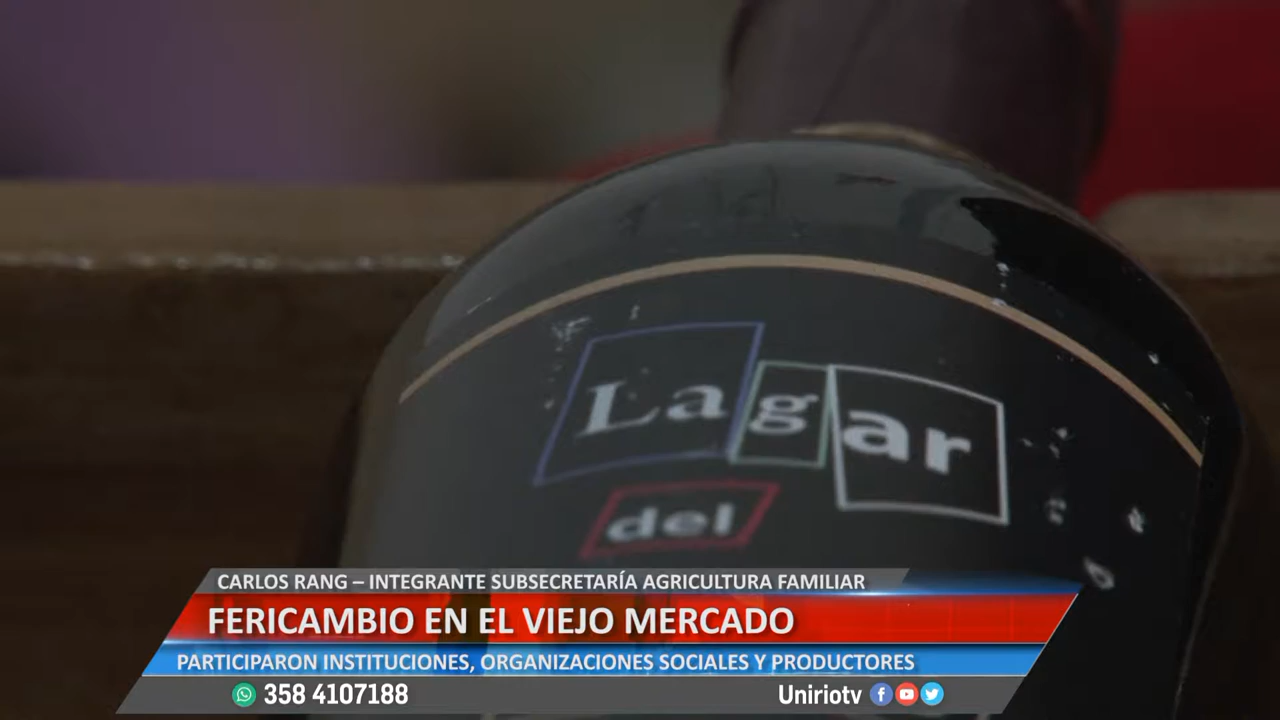 Lagar
del
CARLOS RANG – INTEGRANTE SUBSECRETARÍA AGRICULTURA FAMILIAR
FERICAMBIO EN EL VIEJO MERCADO
PARTICIPARON INSTITUCIONES, ORGANIZACIONES SOCIALES Y PRODUCTORES
358 4107188
Uniriotv